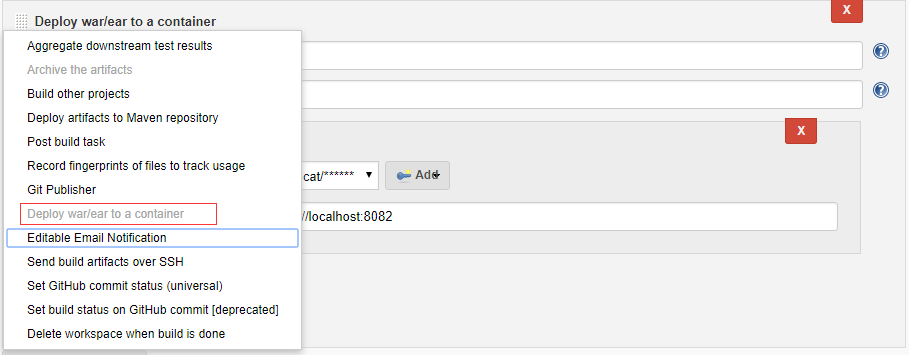 Deploy war/ear to a container
X
Aggregate downstream test results
Archive the artifacts
Build other projects
Deploy artifacts to Maven repository
Post build task
X
Record fingerprints of files to track usage
cat/****** Add
Git Publisher
Deploy war/ear to a container
//localhost:8082
Editable Email Notification
Send build artifacts over SSH
Set GitHub commit status (universal)
Set build status on GitHub commit [deprecated]
Delete workspace when build is done